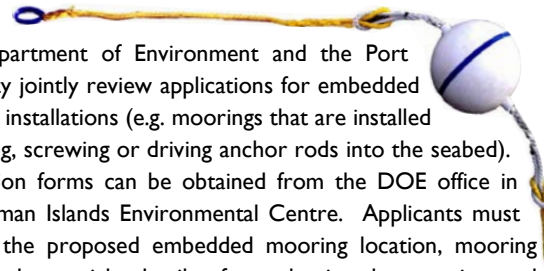 partment of Environment and the Port
y jointly review applications for embedded
installations (e.g. moorings that are installed
g, screwing or driving anchor rods into the seabed).
on forms can be obtained from the DOE office in
man Islands Environmental Centre. Applicants must
the proposed embedded mooring location, mooring